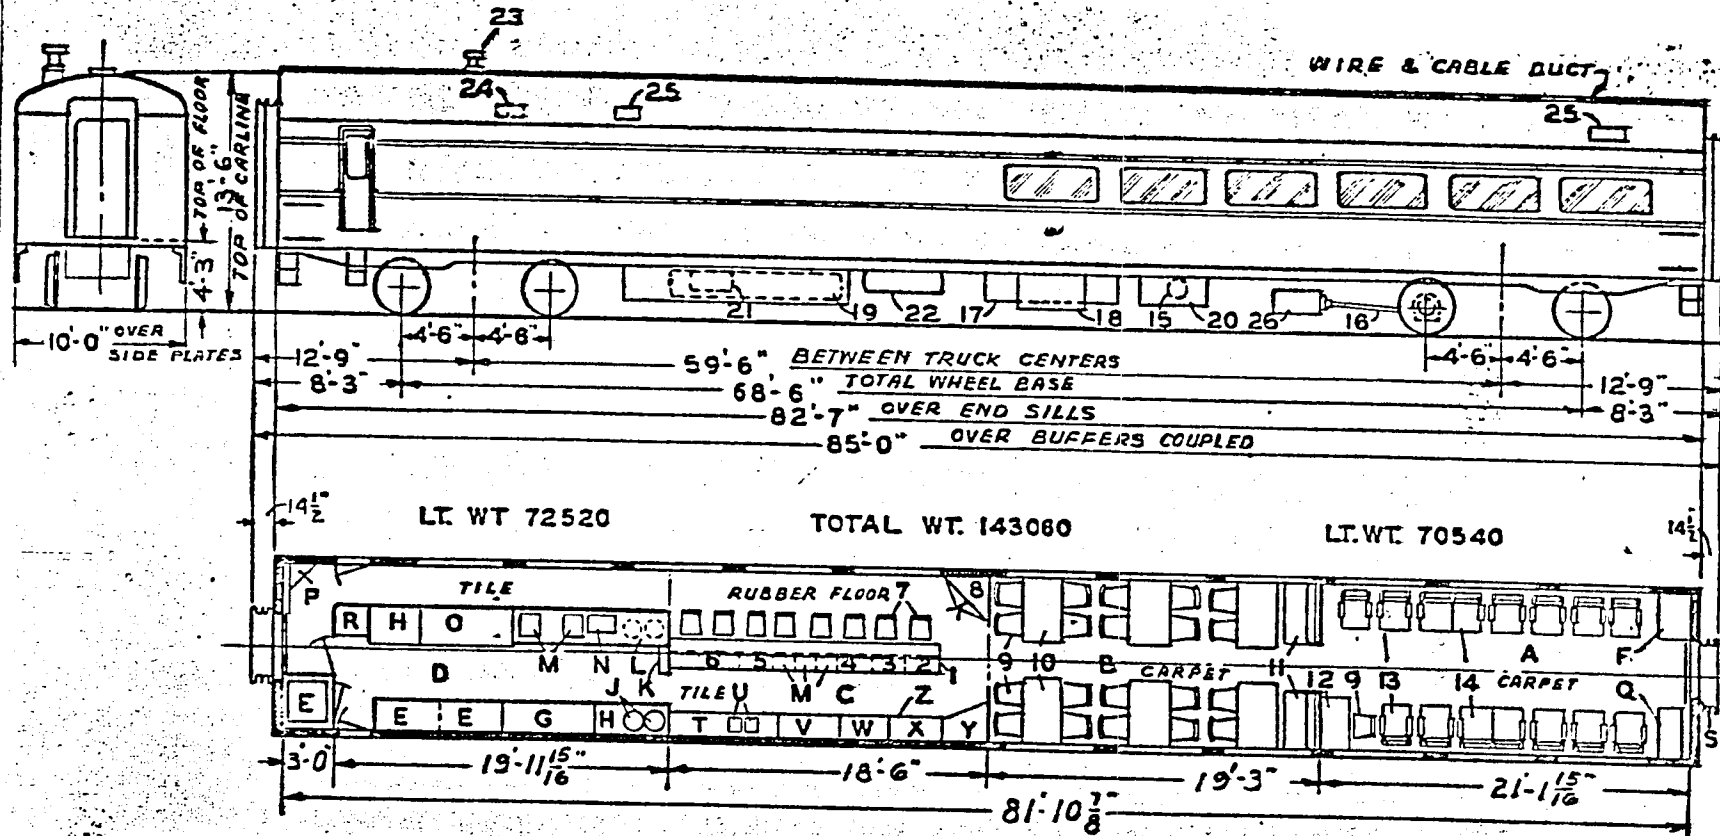 23
WIRE & CABLE DUCT
24 25 25
4'-3" TOP OF FLOOR
13'-6" TOP OF CARLINE
21 19 22 17 18 15 20 26 16
10'-0" OVER SIDE PLATES
4'-6" 4'-6" 4'-6" 4'-6"
12'-9" 59'-6" BETWEEN TRUCK CENTERS 12'-9"
8'-3" 68'-6" TOTAL WHEEL BASE 8'-3"
82'-7" OVER END SILLS
85'-0" OVER BUFFERS COUPLED
14 1/2" LT. WT 72520 TOTAL WT. 143060 LT. WT. 70540 14 1/2"
P TILE RUBBER FLOOR 7 8
R H O M N L 6 5 M 4 3 2 1 9 10 B 11 A F
D J K TILE U C Z CARPET 12 9 13 14 CARPET Q
E E E G H T V W X Y S
3'-0" 19'-11 15/16" 18'-6" 19'-3" 21'-1 15/16"
81'-10 7/8"